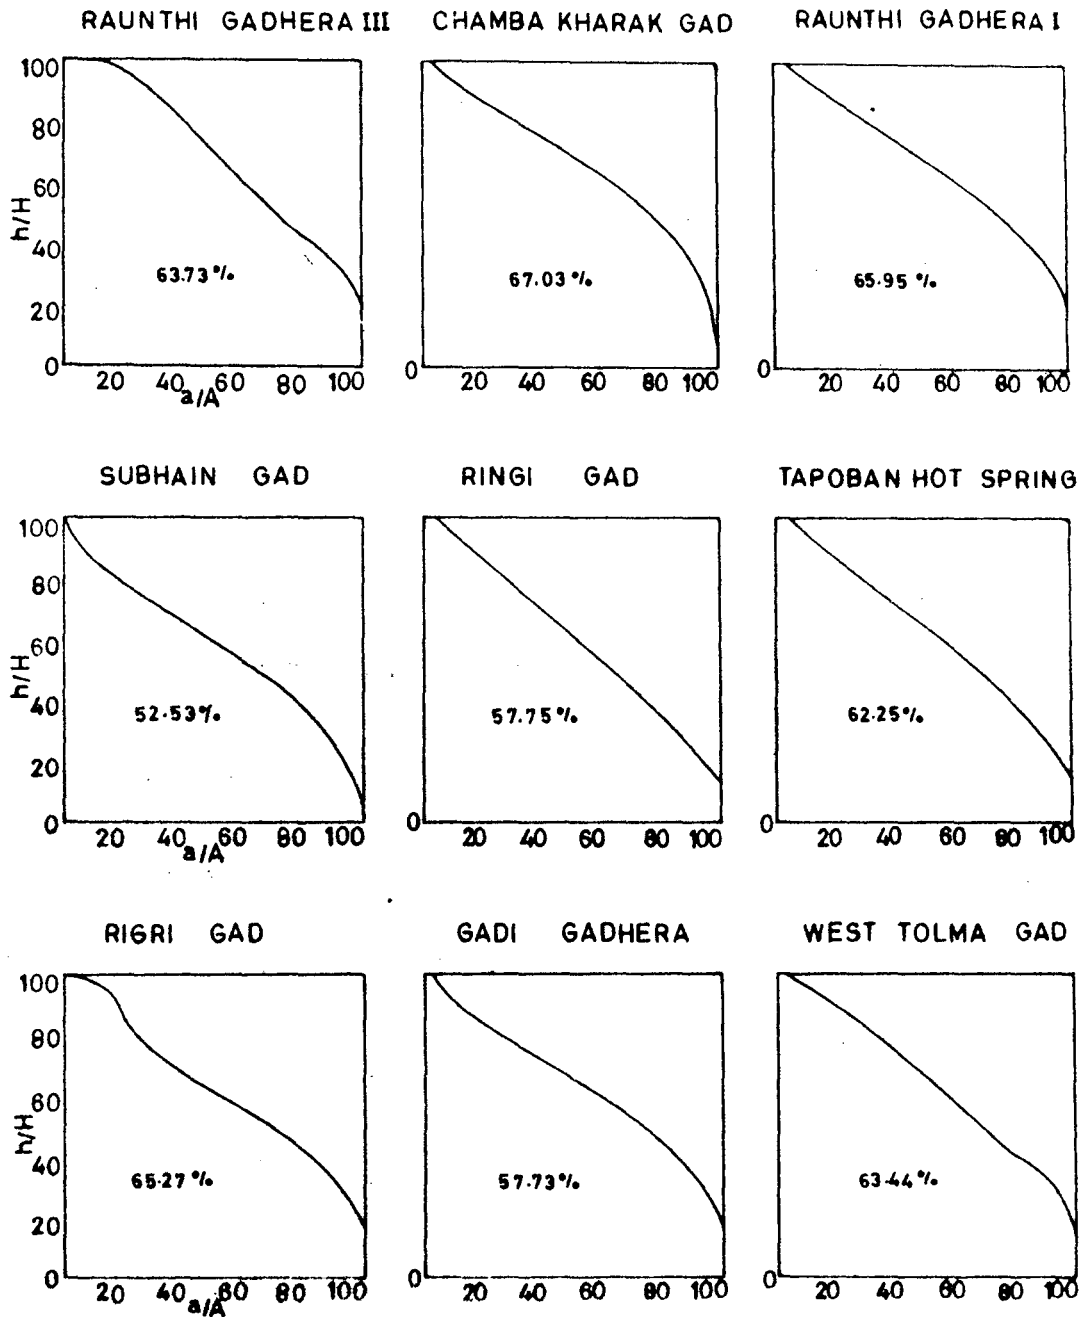 RAUNTHI GADHERA III CHAMBA KHARAK GAD RAUNTHI GADHERA I
100
80
60
h/H
40
63.73% 67.03% 65.95%
20
0 0 0
20 40 60 80 100 20 40 60 80 100 20 40 60 80 100
a/A
SUBHAIN GAD RINGI GAD TAPOBAN HOT SPRING
100
80
60
h/H
40
52.53% 57.75% 62.25%
20
0 0 0
20 40 60 80 100 20 40 60 80 100 20 40 60 80 100
a/A
RIGRI GAD GADI GADHERA WEST TOLMA GAD
100
80
60
h/H
40
65.27% 57.73% 63.44%
20
0 0 0
20 40 60 80 100 20 40 60 80 100 20 40 60 80 100
a/A